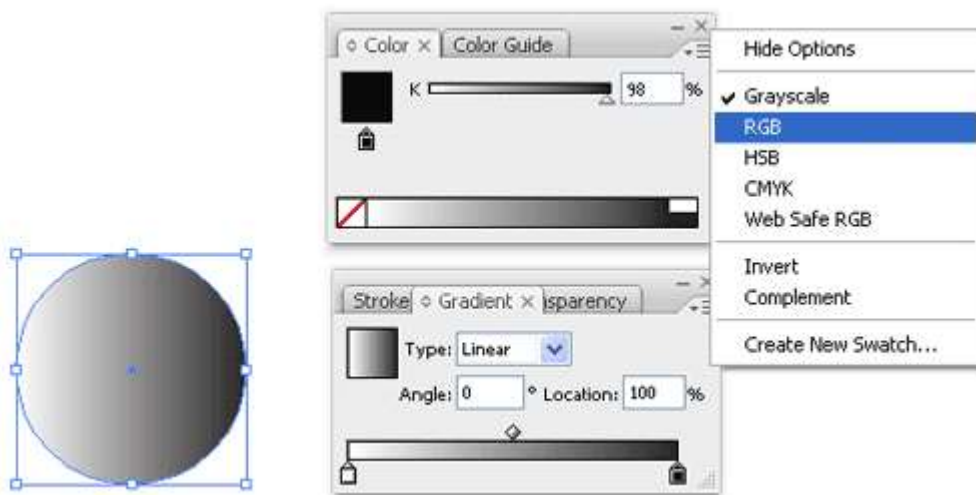 Color × Color Guide
K 98 %
Hide Options
Grayscale
RGB
HSB
CMYK
Web Safe RGB
Invert
Complement
Create New Swatch...
Stroke Gradient × nsparency
Type: Linear
Angle: 0 ° Location: 100 %